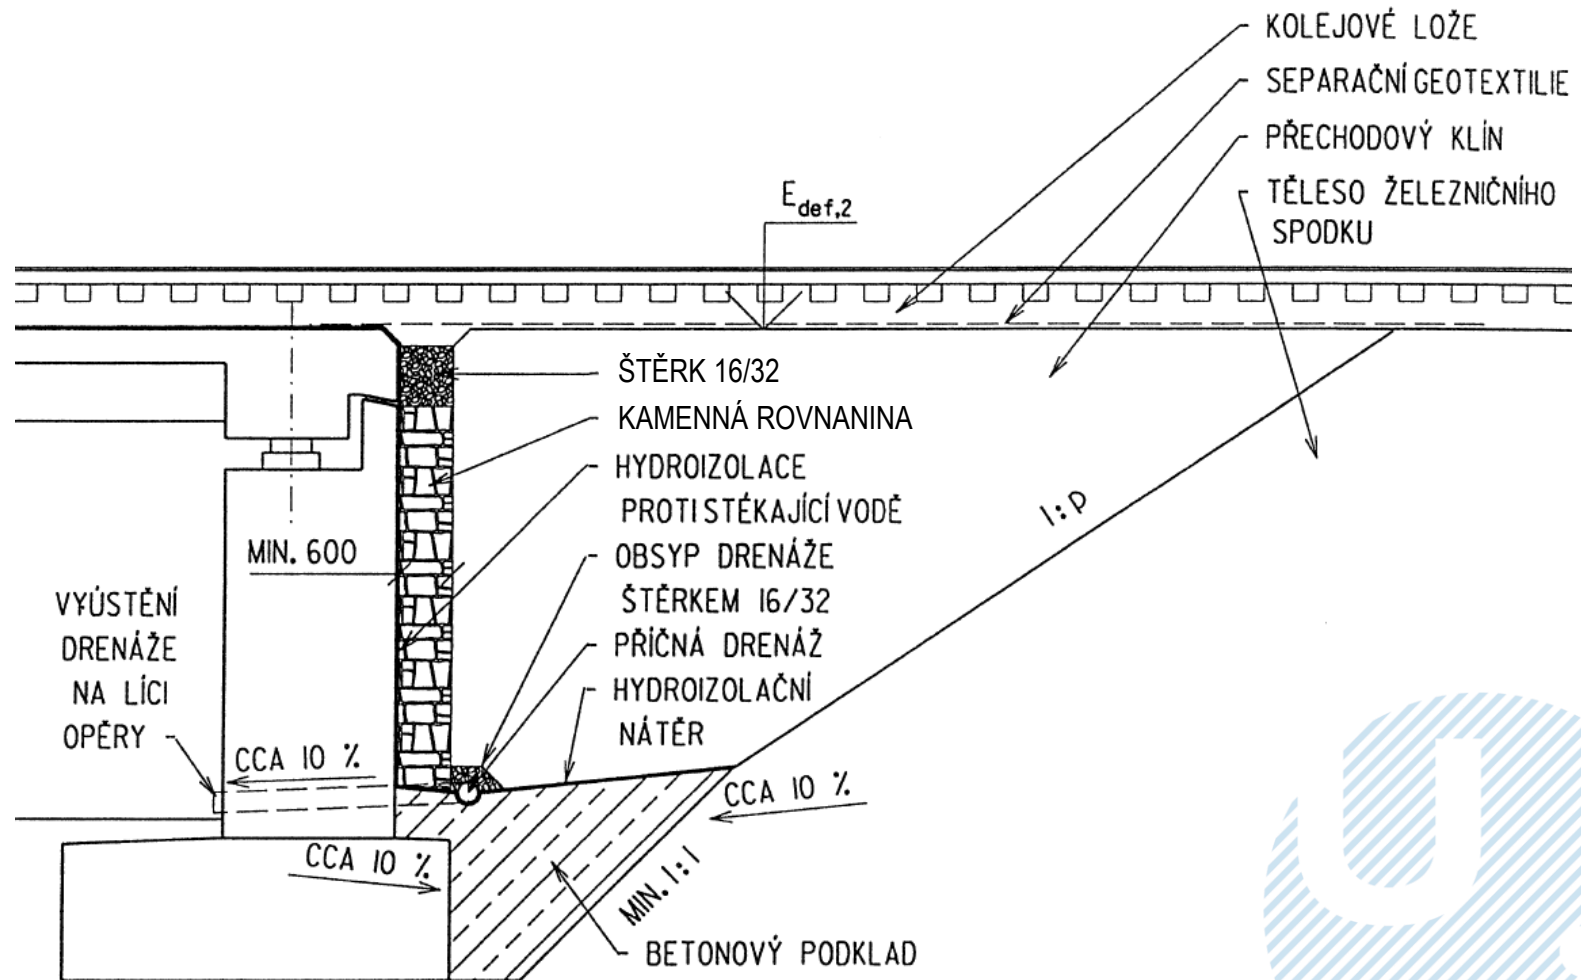 KOLEJOVÉ LOŽE
SEPARAČNÍ GEOTEXTILIE
PŘECHODOVÝ KLÍN
TĚLESO ŽELEZNIČNÍHO
SPODKU
E def,2
ŠTĚRK 16/32
KAMENNÁ ROVNANINA
HYDROIZOLACE
PROTI STÉKAJÍCÍ VODĚ
MIN. 600
OBSYP DRENÁŽE
ŠTĚRKEM 16/32
PŘÍČNÁ DRENÁŽ
HYDROIZOLAČNÍ
NÁTĚR
1:p
VYÚSTĚNÍ
DRENÁŽE
NA LÍCI
OPĚRY
CCA 10 %
CCA 10 %
CCA 10 %
MIN. 1:1
BETONOVÝ PODKLAD
U